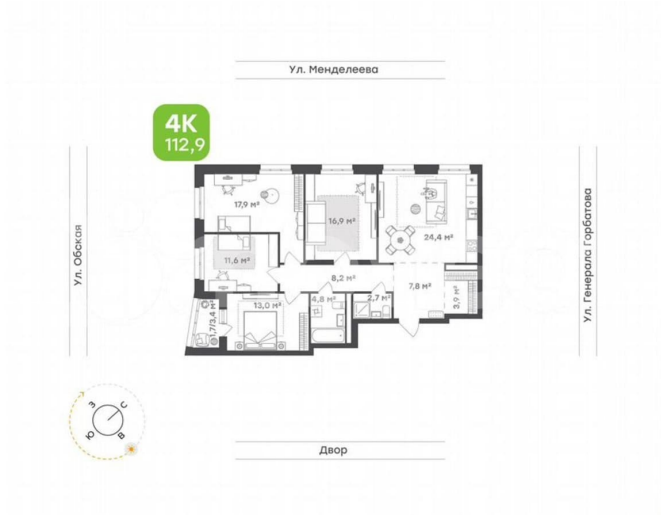 Ул. Менделеева
4К
112,9
17,9 м²
16,9 м²
24,4 м²
Ул. Обская
Ул. Генерала Горбатова
11,6 м²
8,2 м²
7,8 м²
3,9 м²
13,0 м²
4,8 м²
2,7 м²
1,7/3,4 м²
З
С
Ю
В
Двор